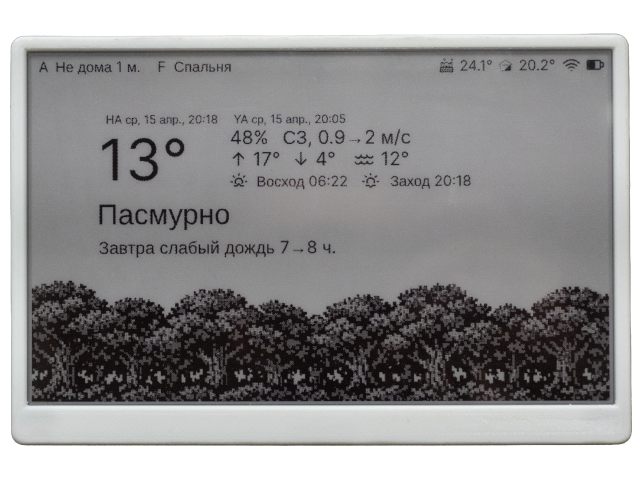 A Не дома 1 м. F Спальня 24.1° 20.2°
HA ср, 15 апр., 20:18 YA ср, 15 апр., 20:05
13°
48% СЗ, 0.9→2 м/с
↑ 17° ↓ 4° 12°
Восход 06:22 Заход 20:18
Пасмурно
Завтра слабый дождь 7→8 ч.